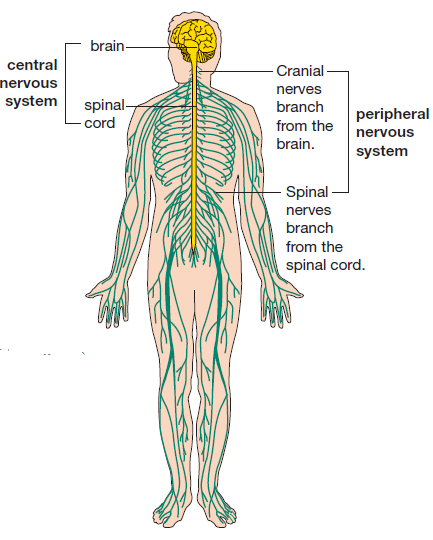 brain
central
nervous
system
spinal
cord
Cranial
nerves
branch
from the
brain.
peripheral
nervous
system
Spinal
nerves
branch
from the
spinal cord.